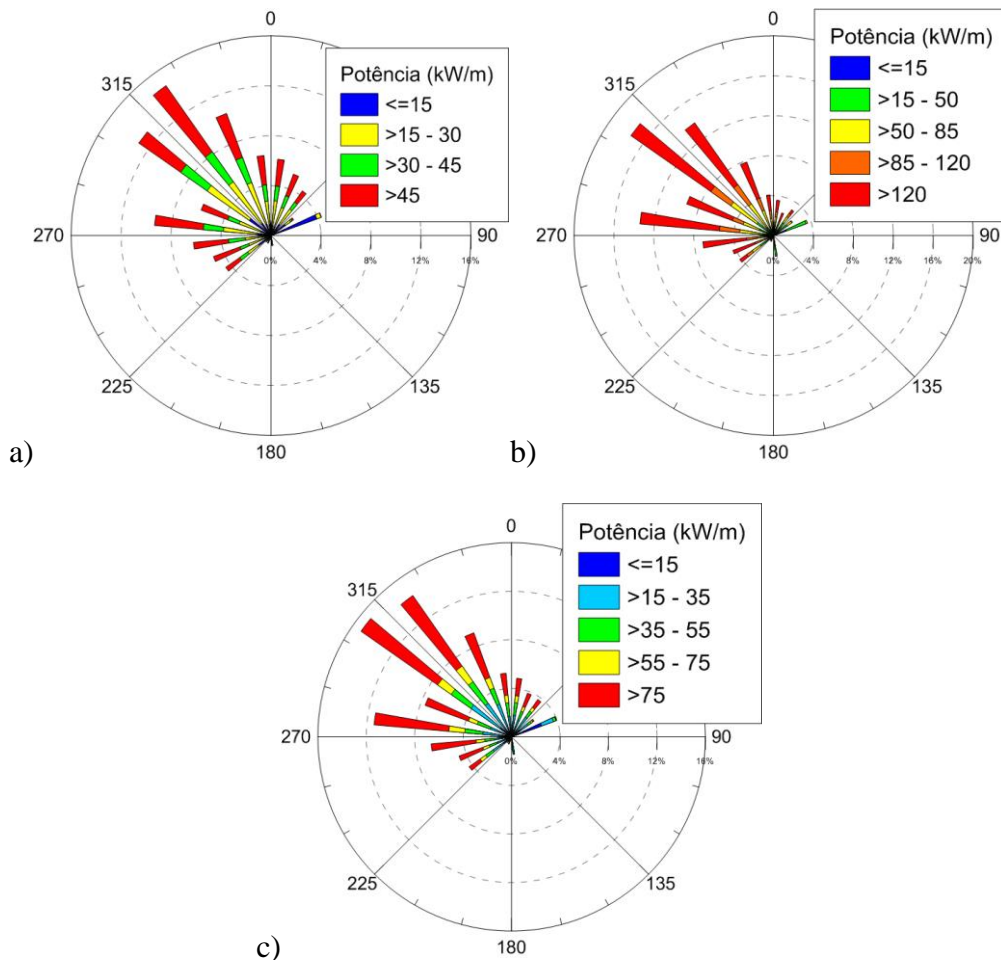 0
Potência (kW/m)
<=15
>15 - 30
>30 - 45
>45
315
270
90
0% 4% 8% 12% 16%
225
135
180
a)
0
Potência (kW/m)
<=15
>15 - 50
>50 - 85
>85 - 120
>120
315
270
90
0% 4% 8% 12% 16% 20%
225
135
180
b)
0
Potência (kW/m)
<=15
>15 - 35
>35 - 55
>55 - 75
>75
315
270
90
0% 4% 8% 12% 16%
225
135
180
c)